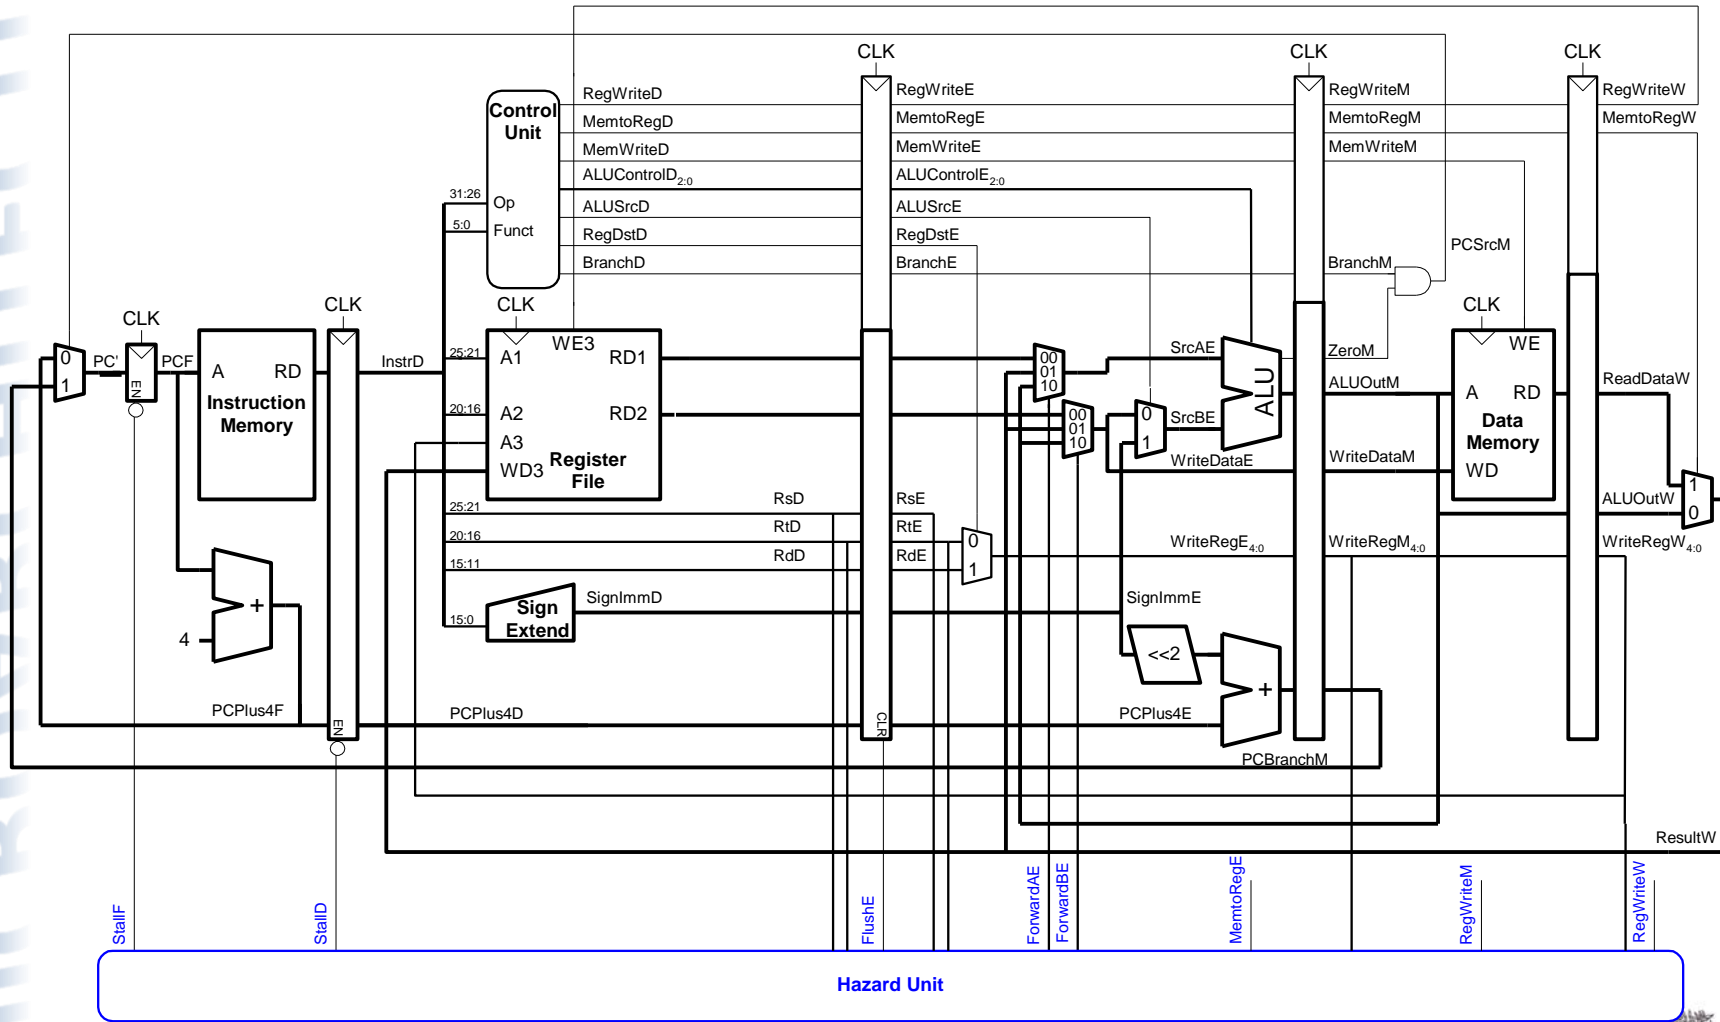 CLK
CLK
CLK
RegWriteD
RegWriteE
RegWriteM
RegWriteW
Control
Unit
MemtoRegD
MemtoRegE
MemtoRegM
MemtoRegW
MemWriteD
MemWriteE
MemWriteM
ALUControlD2:0
ALUControlE2:0
31:26
Op
ALUSrcD
ALUSrcE
5:0
Funct
RegDstD
RegDstE
PCSrcM
BranchD
BranchE
BranchM
CLK
CLK
CLK
CLK
0
1
PC'
EN
PCF
A
RD
Instruction
Memory
InstrD
25:21
A1
WE3
RD1
20:16
A2
RD2
A3
WD3
Register
File
00
01
10
00
01
10
0
1
SrcAE
SrcBE
ALU
ZeroM
ALUOutM
WE
A
RD
Data
Memory
WD
ReadDataW
WriteDataE
WriteDataM
1
0
ALUOutW
25:21
RsD
RsE
20:16
RtD
RtE
15:11
RdD
RdE
0
1
WriteRegE4:0
WriteRegM4:0
WriteRegW4:0
15:0
Sign
Extend
SignImmD
SignImmE
4
+
<<2
+
PCPlus4F
EN
PCPlus4D
CLR
PCPlus4E
PCBranchM
ResultW
StallF
StallD
FlushE
ForwardAE
ForwardBE
MemtoRegE
RegWriteM
RegWriteW
Hazard Unit